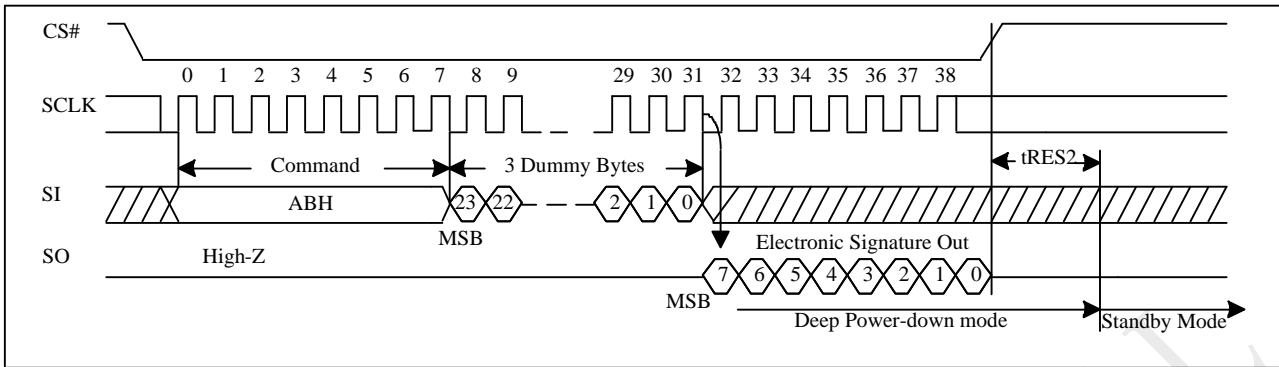 CS#
0 1 2 3 4 5 6 7 8 9 29 30 31 32 33 34 35 36 37 38
SCLK
Command 3 Dummy Bytes tRES2
SI ABH 23 22 2 1 0
MSB
SO High-Z Electronic Signature Out
7 6 5 4 3 2 1 0
MSB
Deep Power-down mode Standby Mode